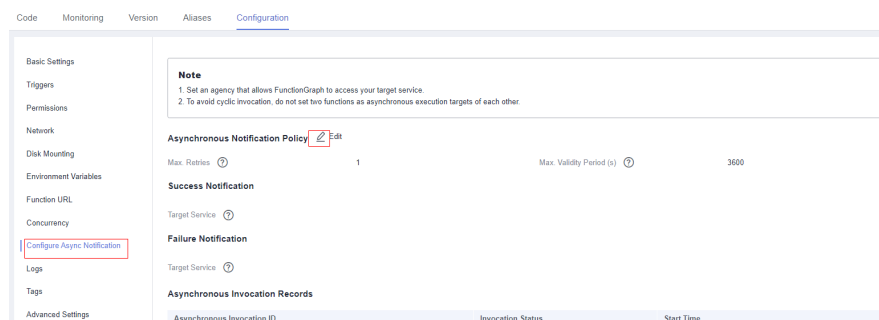 Code Monitoring Version Aliases Configuration
Basic Settings
Triggers
Permissions
Network
Disk Mounting
Environment Variables
Function URL
Concurrency
Configure Async Notification
Logs
Tags
Advanced Settings
Note
1. Set an agency that allows FunctionGraph to access your target service.
2. To avoid cyclic invocation, do not set two functions as asynchronous execution targets of each other.
Asynchronous Notification Policy Edit
Max. Retries ? 1 Max. Validity Period (s) ? 3600
Success Notification
Target Service ?
Failure Notification
Target Service ?
Asynchronous Invocation Records
Asynchronous Invocation ID Invocation Status Start Time